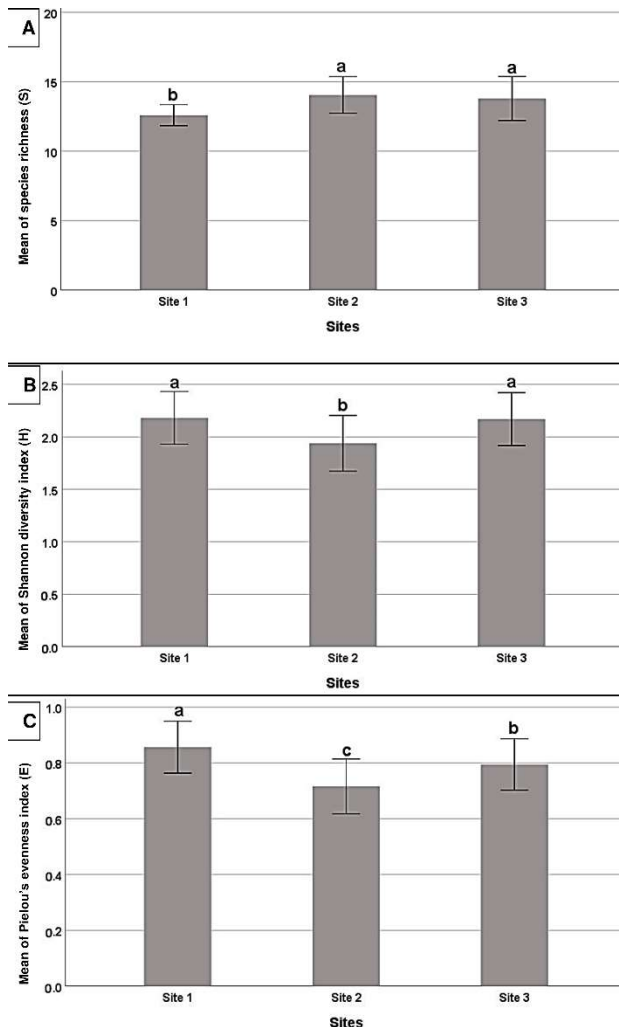 A
Mean of species richness (S)
20
15
10
5
0
b
a
a
Site 1
Site 2
Site 3
Sites
B
Mean of Shannon diversity index (H)
2.5
2.0
1.5
1.0
0.5
0.0
a
b
a
Site 1
Site 2
Site 3
Sites
C
Mean of Pielou's evenness index (E)
1.0
0.8
0.6
0.4
0.2
0.0
a
c
b
Site 1
Site 2
Site 3
Sites